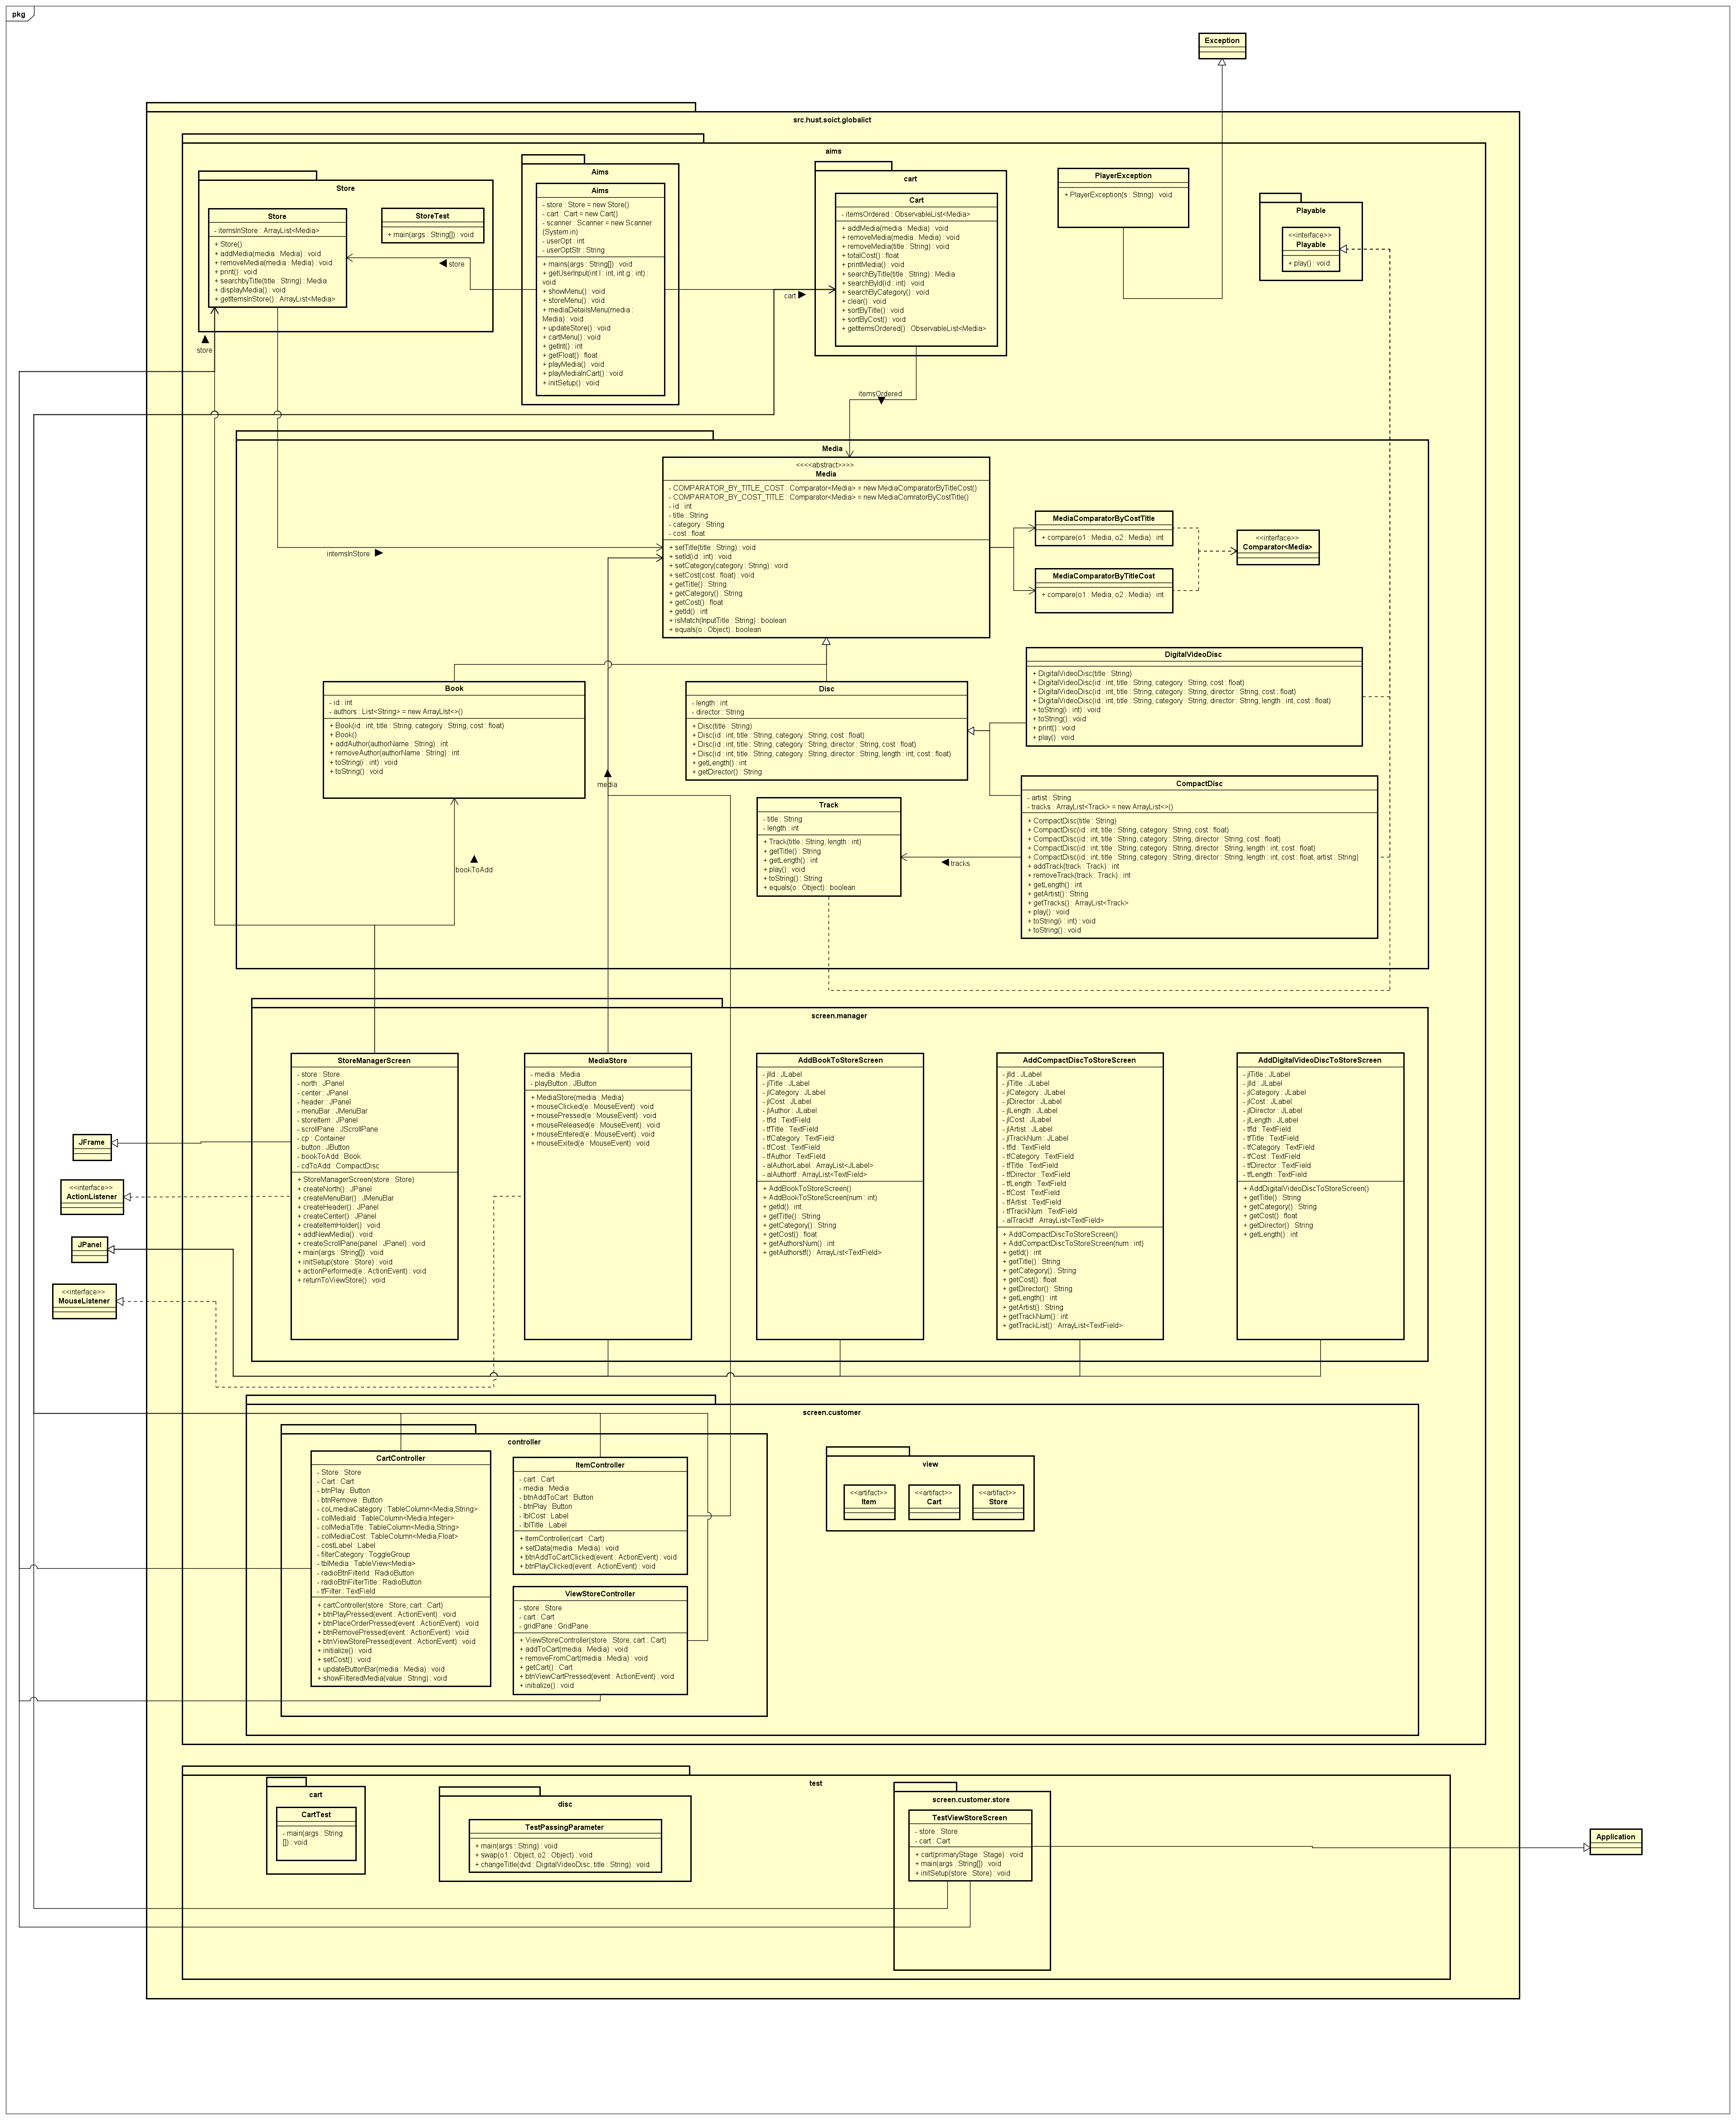 pkg
Exception
src.hust.soict.globalict
aims
Store
Store
- itemsInStore : ArrayList<Media>
+ Store()
+ addMedia(media : Media) : void
+ removeMedia(media : Media) : void
+ print() : void
+ searchbyTitle(title : String) : Media
+ displayMedia() : void
+ getItemsInStore() : ArrayList<Media>
StoreTest
+ main(args : String[]) : void
store
store
Aims
Aims
- store : Store = new Store()
- cart : Cart = new Cart()
- scanner : Scanner = new Scanner
(System.in)
- userOpt : int
- userOptStr : String
+ mains(args : String[]) : void
+ getUserInput(int l : int, int g : int) :
void
+ showMenu() : void
+ storeMenu() : void
+ mediaDetailsMenu(media :
Media) : void
+ updateStore() : void
+ cartMenu() : void
+ getInt() : int
+ getFloat() : float
+ playMedia() : void
+ playMediaInCart() : void
+ initSetup() : void
cart
cart
Cart
- itemsOrdered : ObservableList<Media>
+ addMedia(media : Media) : void
+ removeMedia(media : Media) : void
+ removeMedia(title : String) : void
+ totalCost() : float
+ printMedia() : void
+ searchByTitle(title : String) : Media
+ searchById(id : int) : void
+ searchByCategory() : void
+ clear() : void
+ sortByTitle() : void
+ sortByCost() : void
+ getItemsOrdered() : ObservableList<Media>
itemsOrdered
PlayerException
+ PlayerException(s : String) : void
Playable
<<interface>>
Playable
+ play() : void
Media
<<<<abstract>>>>
Media
- COMPARATOR_BY_TITLE_COST : Comparator<Media> = new MediaComparatorByTitleCost()
- COMPARATOR_BY_COST_TITLE : Comparator<Media> = new MediaComratorByCostTitle()
- id : int
- title : String
- category : String
- cost : float
+ setTitle(title : String) : void
+ setId(id : int) : void
+ setCategory(category : String) : void
+ setCost(cost : float) : void
+ getTitle() : String
+ getCategory() : String
+ getCost() : float
+ getId() : int
+ isMatch(InputTitle : String) : boolean
+ equals(o : Object) : boolean
intemsInStore
MediaComparatorByCostTitle
+ compare(o1 : Media, o2 : Media) : int
MediaComparatorByTitleCost
+ compare(o1 : Media, o2 : Media) : int
<<interface>>
Comparator<Media>
Book
- id : int
- authors : List<String> = new ArrayLIst<>()
+ Book(id : int, title : String, category : String, cost : float)
+ Book()
+ addAuthor(authorName : String) : int
+ removeAuthor(authorName : String) : int
+ toString(i : int) : void
+ toString() : void
Disc
- length : int
- director : String
+ Disc(title : String)
+ Disc(id : int, title : String, category : String, cost : float)
+ Disc(id : int, title : String, category : String, director : String, cost : float)
+ Disc(id : int, title : String, category : String, director : String, length : int, cost : float)
+ getLength() : int
+ getDirector() : String
DigitalVideoDisc
+ DigitalVideoDisc(title : String)
+ DigitalVideoDisc(id : int, title : String, category : String, cost : float)
+ DigitalVideoDisc(id : int, title : String, category : String, director : String, cost : float)
+ DigitalVideoDisc(id : int, title : String, category : String, director : String, length : int, cost : float)
+ toString(i : int) : void
+ toString() : void
+ print() : void
+ play() : void
media
bookToAdd
Track
- title : String
- length : int
+ Track(title : String, length : int)
+ getTitle() : String
+ getLength() : int
+ play() : void
+ toString() : String
+ equals(o : Object) : boolean
tracks
CompactDisc
- artist : String
- tracks : ArrayList<Track> = new ArrayList<>()
+ CompactDisc(title : String)
+ CompactDisc(id : int, title : String, category : String, cost : float)
+ CompactDisc(id : int, title : String, category : String, director : String, cost : float)
+ CompactDisc(id : int, title : String, category : String, director : String, length : int, cost : float)
+ CompactDisc(id : int, title : String, category : String, director : String, length : int, cost : float, artist : String)
+ addTrack(track : Track) : int
+ removeTrack(track : Track) : int
+ getLength() : int
+ getArtist() : String
+ getTracks() : ArrayList<Track>
+ play() : void
+ toString(i : int) : void
+ toString() : void
screen.manager
StoreManagerScreen
- store : Store
- north : JPanel
- center : JPanel
- header : JPanel
- menuBar : JMenuBar
- storeItem : JPanel
- scrollPane : JScrollPane
- cp : Container
- button : JButton
- bookToAdd : Book
- cdToAdd : CompactDisc
+ StoreManagerScreen(store : Store)
+ createNorth() : JPanel
+ createMenuBar() : JMenuBar
+ createHeader() : JPanel
+ createCenter() : JPanel
+ createItemHolder() : void
+ addNewMedia() : void
+ createScrollPane(panel : JPanel) : void
+ main(args : String[]) : void
+ initSetup(store : Store) : void
+ actionPerformed(e : ActionEvent) : void
+ returnToViewStore() : void
MediaStore
- media : Media
- playButton : JButton
+ MediaStore(media : Media)
+ mouseClicked(e : MouseEvent) : void
+ mousePressed(e : MouseEvent) : void
+ mouseReleased(e : MouseEvent) : void
+ mouseEntered(e : MouseEvent) : void
+ mouseExited(e : MouseEvent) : void
AddBookToStoreScreen
- jlId : JLabel
- jlTitle : JLabel
- jlCategory : JLabel
- jlCost : JLabel
- jlAuthor : JLabel
- tfId : TextField
- tfTitle : TextField
- tfCategory : TextField
- tfCost : TextField
- tfAuthor : TextField
- alAuthorLabel : ArrayList<JLabel>
- alAuthortf : ArrayList<TextField>
+ AddBookToStoreScreen()
+ AddBookToStoreScreen(num : int)
+ getId() : int
+ getTitle() : String
+ getCategory() : String
+ getCost() : float
+ getAuthorsNum() : int
+ getAuthorstf() : ArrayList<TextField>
AddCompactDiscToStoreScreen
- jlId : JLabel
- jlTitle : JLabel
- jlCategory : JLabel
- jlDirector : JLabel
- jlLength : JLabel
- jlCost : JLabel
- jlArtist : JLabel
- jlTrackNum : JLabel
- tfId : TextField
- tfCategory : TextField
- tfTitle : TextField
- tfDirector : TextField
- tfLength : TextField
- tfCost : TextField
- tfArtist : TextField
- tfTrackNum : TextField
- alTracktf : ArrayList<TextField>
+ AddCompactDiscToStoreScreen()
+ AddCompactDiscToStoreScreen(num : int)
+ getId() : int
+ getTitle() : String
+ getCategory() : String
+ getCost() : float
+ getDirector() : String
+ getLength() : int
+ getArtist() : String
+ getTrackNum() : int
+ getTrackList() : ArrayList<TextField>
AddDigitalVideoDiscToStoreScreen
- jlTitle : JLabel
- jlId : JLabel
- jlCategory : JLabel
- jlCost : JLabel
- jlDirector : JLabel
- jlLength : JLabel
- tfId : TextField
- tfTitle : TextField
- tfCategory : TextField
- tfCost : TextField
- tfDirector : TextField
- tfLength : TextField
+ AddDigitalVideoDiscToStoreScreen()
+ getTitle() : String
+ getCategory() : String
+ getCost() : float
+ getDirector() : String
+ getLength() : int
JFrame
<<interface>>
ActionListener
JPanel
<<interface>>
MouseListener
screen.customer
controller
CartController
- Store : Store
- Cart : Cart
- btnPlay : Button
- btnRemove : Button
- coLmediaCategory : TableColumn<Media,String>
- colMediaId : TableColumn<Media,Integer>
- colMediaTitle : TableColumn<Media,String>
- colMediaCost : TableColumn<Media,Float>
- costLabel : Label
- filterCategory : ToggleGroup
- tblMedia : TableView<Media>
- radioBtnFilterId : RadioButton
- radioBtnFilterTitle : RadioButton
- tfFilter : TextField
+ cartController(store : Store, cart : Cart)
+ btnPlayPressed(event : ActionEvent) : void
+ btnPlaceOrderPressed(event : ActionEvent) : void
+ btnRemovePressed(event : ActionEvent) : void
+ btnViewStorePressed(event : ActionEvent) : void
+ initialize() : void
+ setCost() : void
+ updateButtonBar(media : Media) : void
+ showFilteredMedia(value : String) : void
ItemController
- cart : Cart
- media : Media
- btnAddToCart : Button
- btnPlay : Button
- lblCost : Label
- lblTitle : Label
+ ItemController(cart : Cart)
+ setData(media : Media) : void
+ btnAddToCartClicked(event : ActionEvent) : void
+ btnPlayClicked(event : ActionEvent) : void
ViewStoreController
- store : Store
- cart : Cart
- gridPane : GridPane
+ ViewStoreController(store : Store, cart : Cart)
+ addToCart(media : Media) : void
+ removeFromCart(media : Media) : void
+ getCart() : Cart
+ btnViewCartPressed(event : ActionEvent) : void
+ initialize() : void
view
<<artifact>>
Item
<<artifact>>
Cart
<<artifact>>
Store
test
cart
CartTest
- main(args : String
[]) : void
disc
TestPassingParameter
+ main(args : String) : void
+ swap(o1 : Object, o2 : Object) : void
+ changeTitle(dvd : DigitalVideoDisc, title : String) : void
screen.customer.store
TestViewStoreScreen
- store : Store
- cart : Cart
+ cart(primaryStage : Stage) : void
+ main(args : String[]) : void
+ initSetup(store : Store) : void
Application